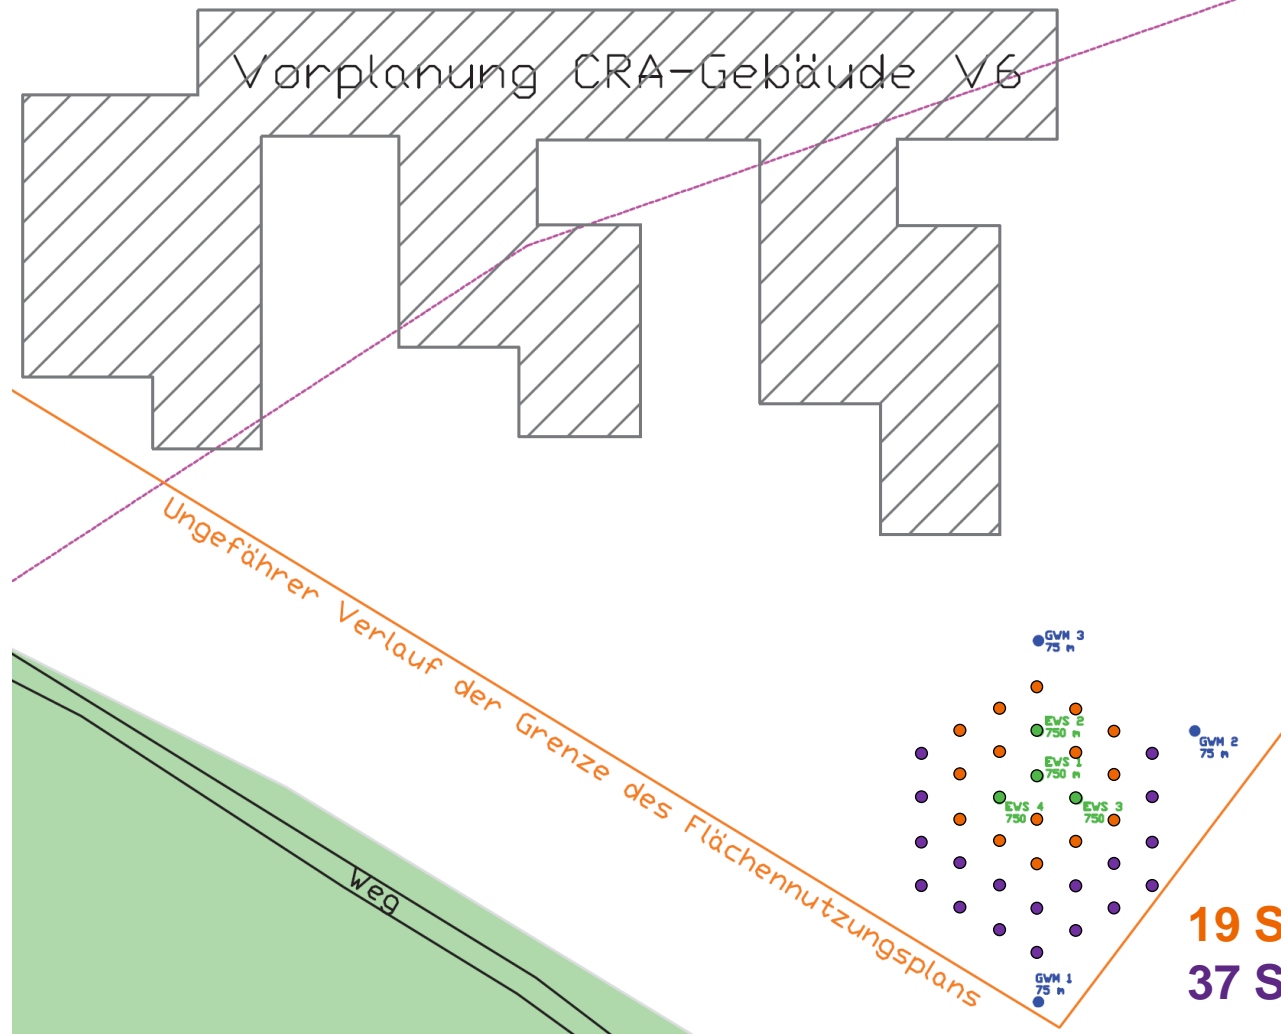 Vorplanung CRA-Gebäude V6
Ungefährer Verlauf der Grenze des Flächennutzungsplans
Weg
GWM 3
75 m
EWS 2
750 m
GWM 2
75 m
EWS 1
750 m
EWS 4
750
EWS 3
750
19 S
37 S
GWM 1
75 m